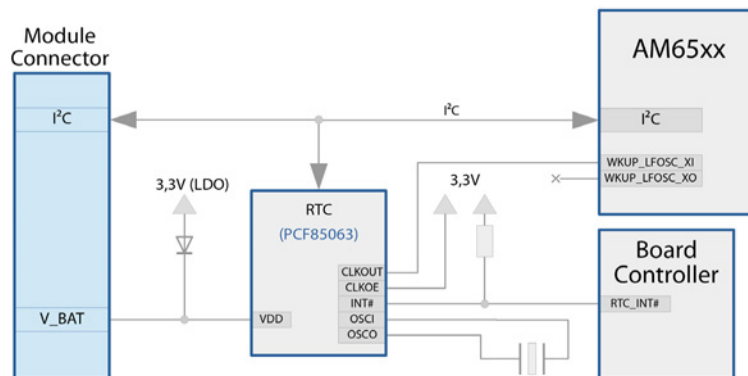 Module
Connector
AM65xx
I²C
I²C
I²C
WKUP_LFOSC_XI
WKUP_LFOSC_XO
3,3V (LDO)
3,3V
RTC
(PCF85063)
Board
Controller
CLKOUT
CLKOE
INT#
RTC_INT#
V_BAT
VDD
OSCI
OSCO